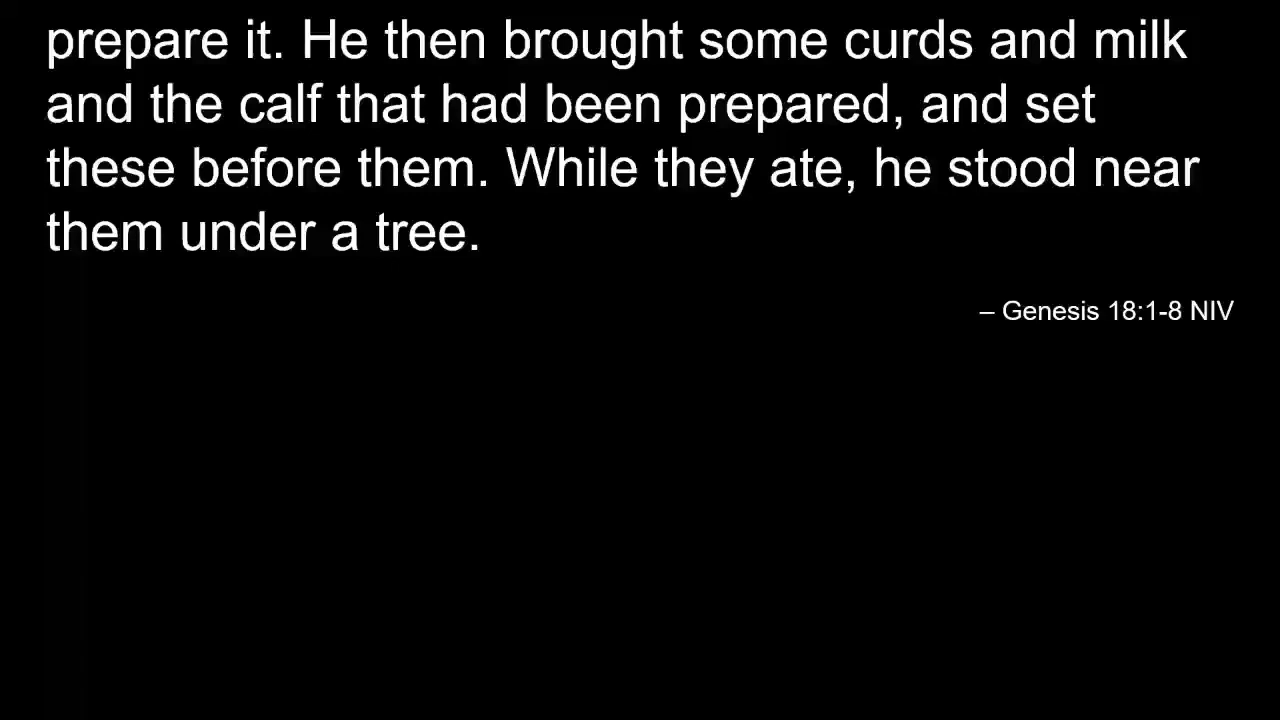 prepare it. He then brought some curds and milk
and the calf that had been prepared, and set
these before them. While they ate, he stood near
them under a tree.
– Genesis 18:1-8 NIV